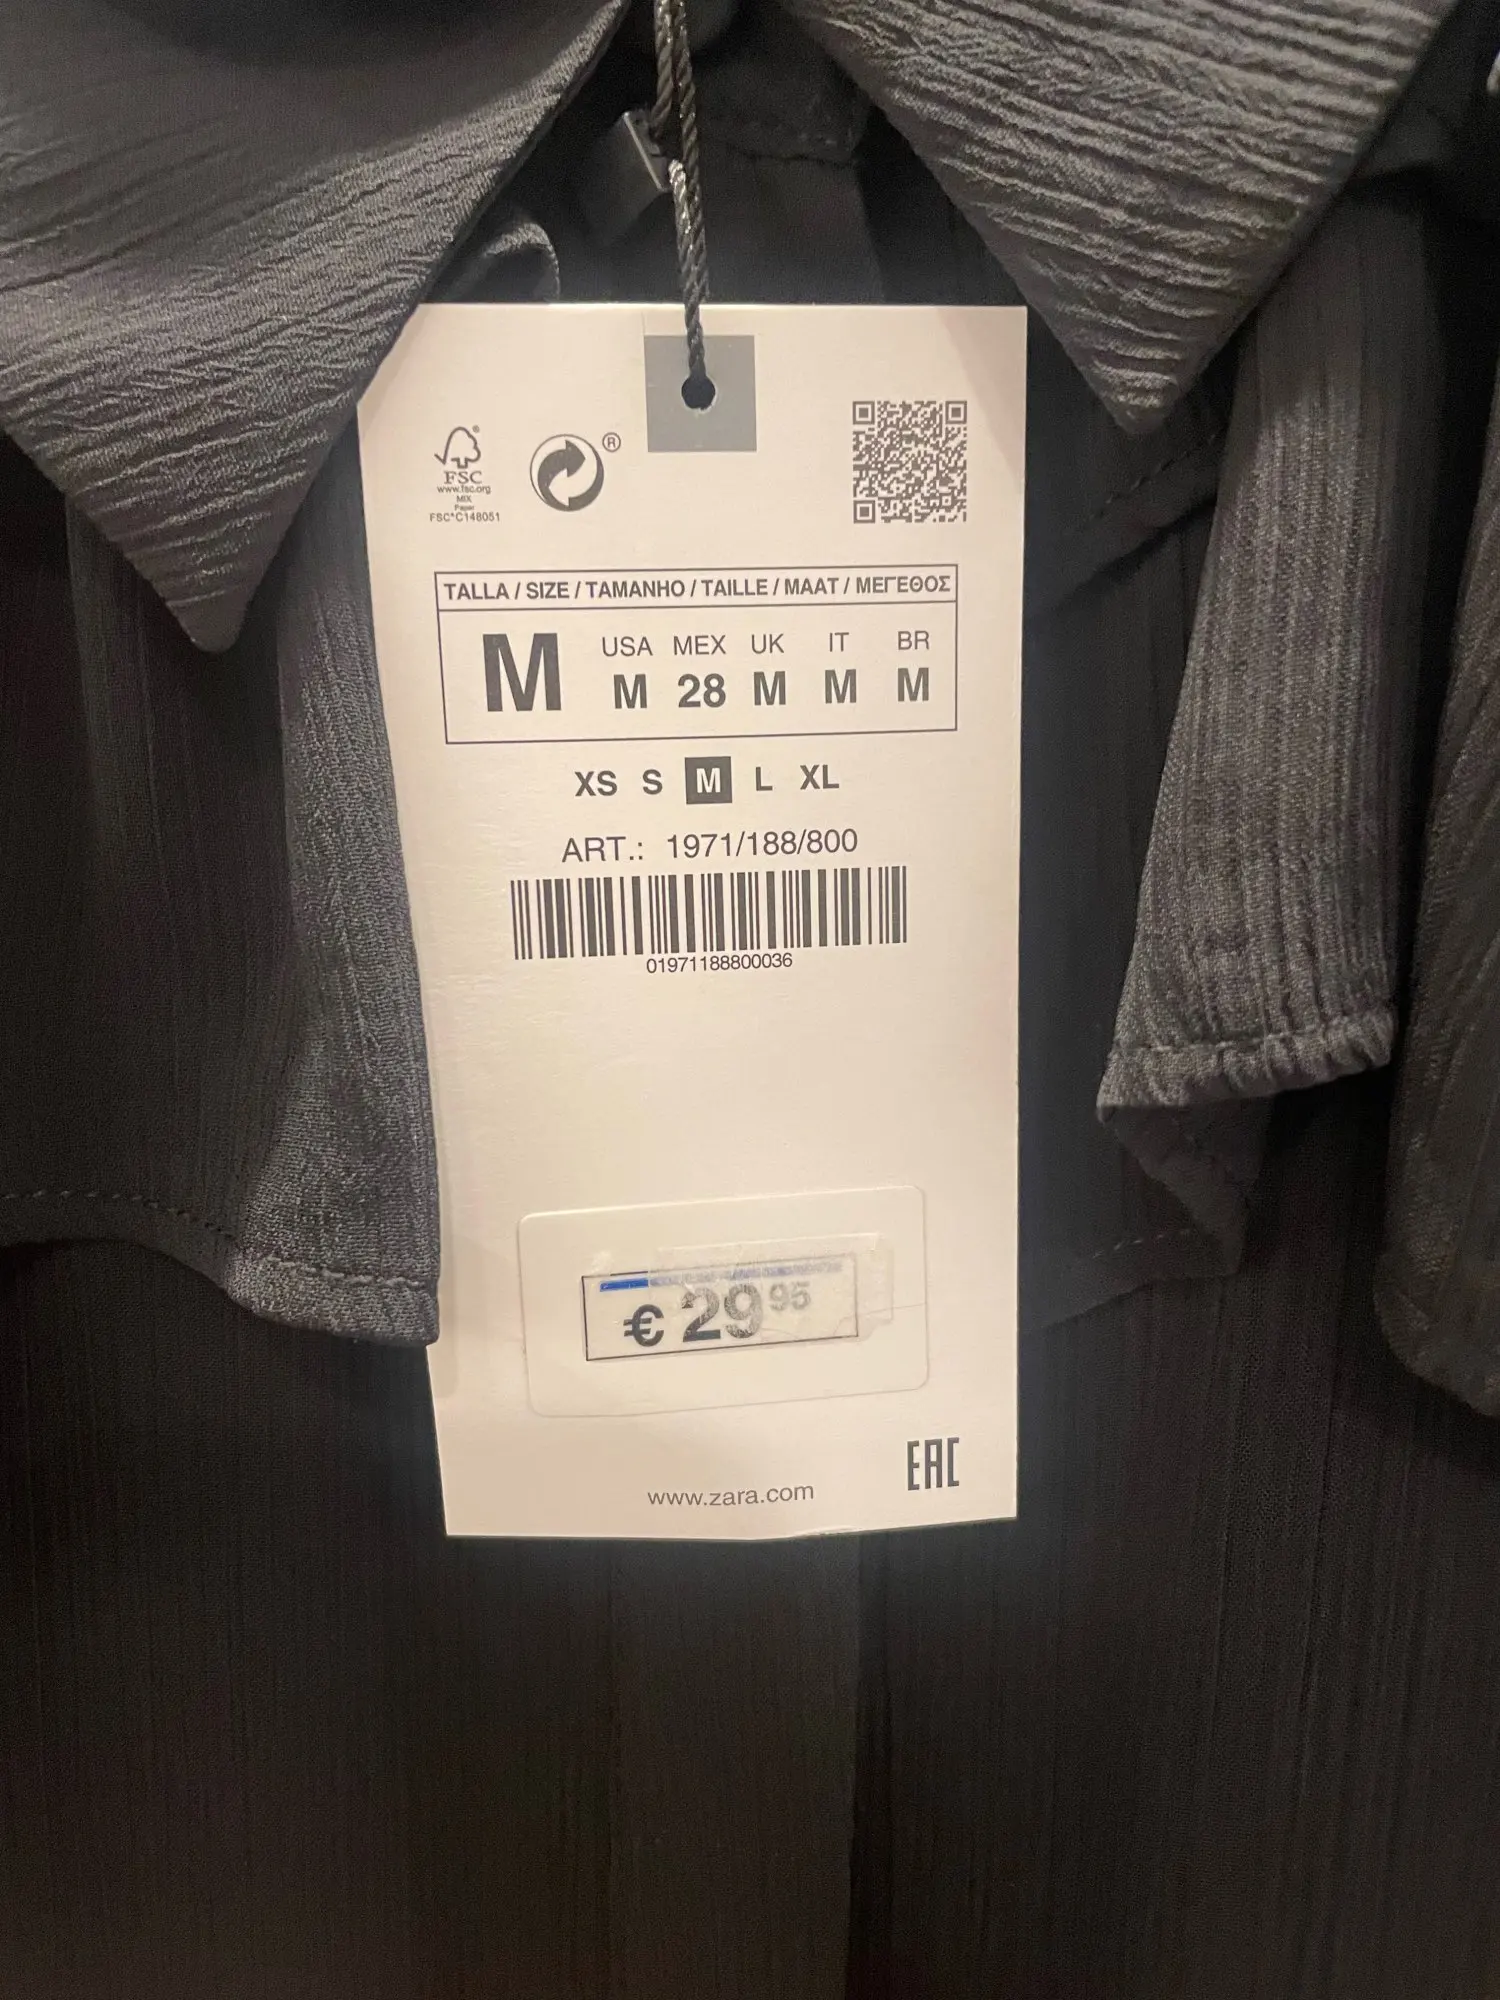 FSC
www.fsc.org
MIX
Paper
FSC®C148051
®
TALLA / SIZE / TAMANHO / TAILLE / MAAT / ΜΕΓΕΘΟΣ
M
USA MEX UK IT BR
M 28 M M M
XS S M L XL
ART.: 1971/188/800
01971188800036
€ 29 95
www.zara.com
EAC